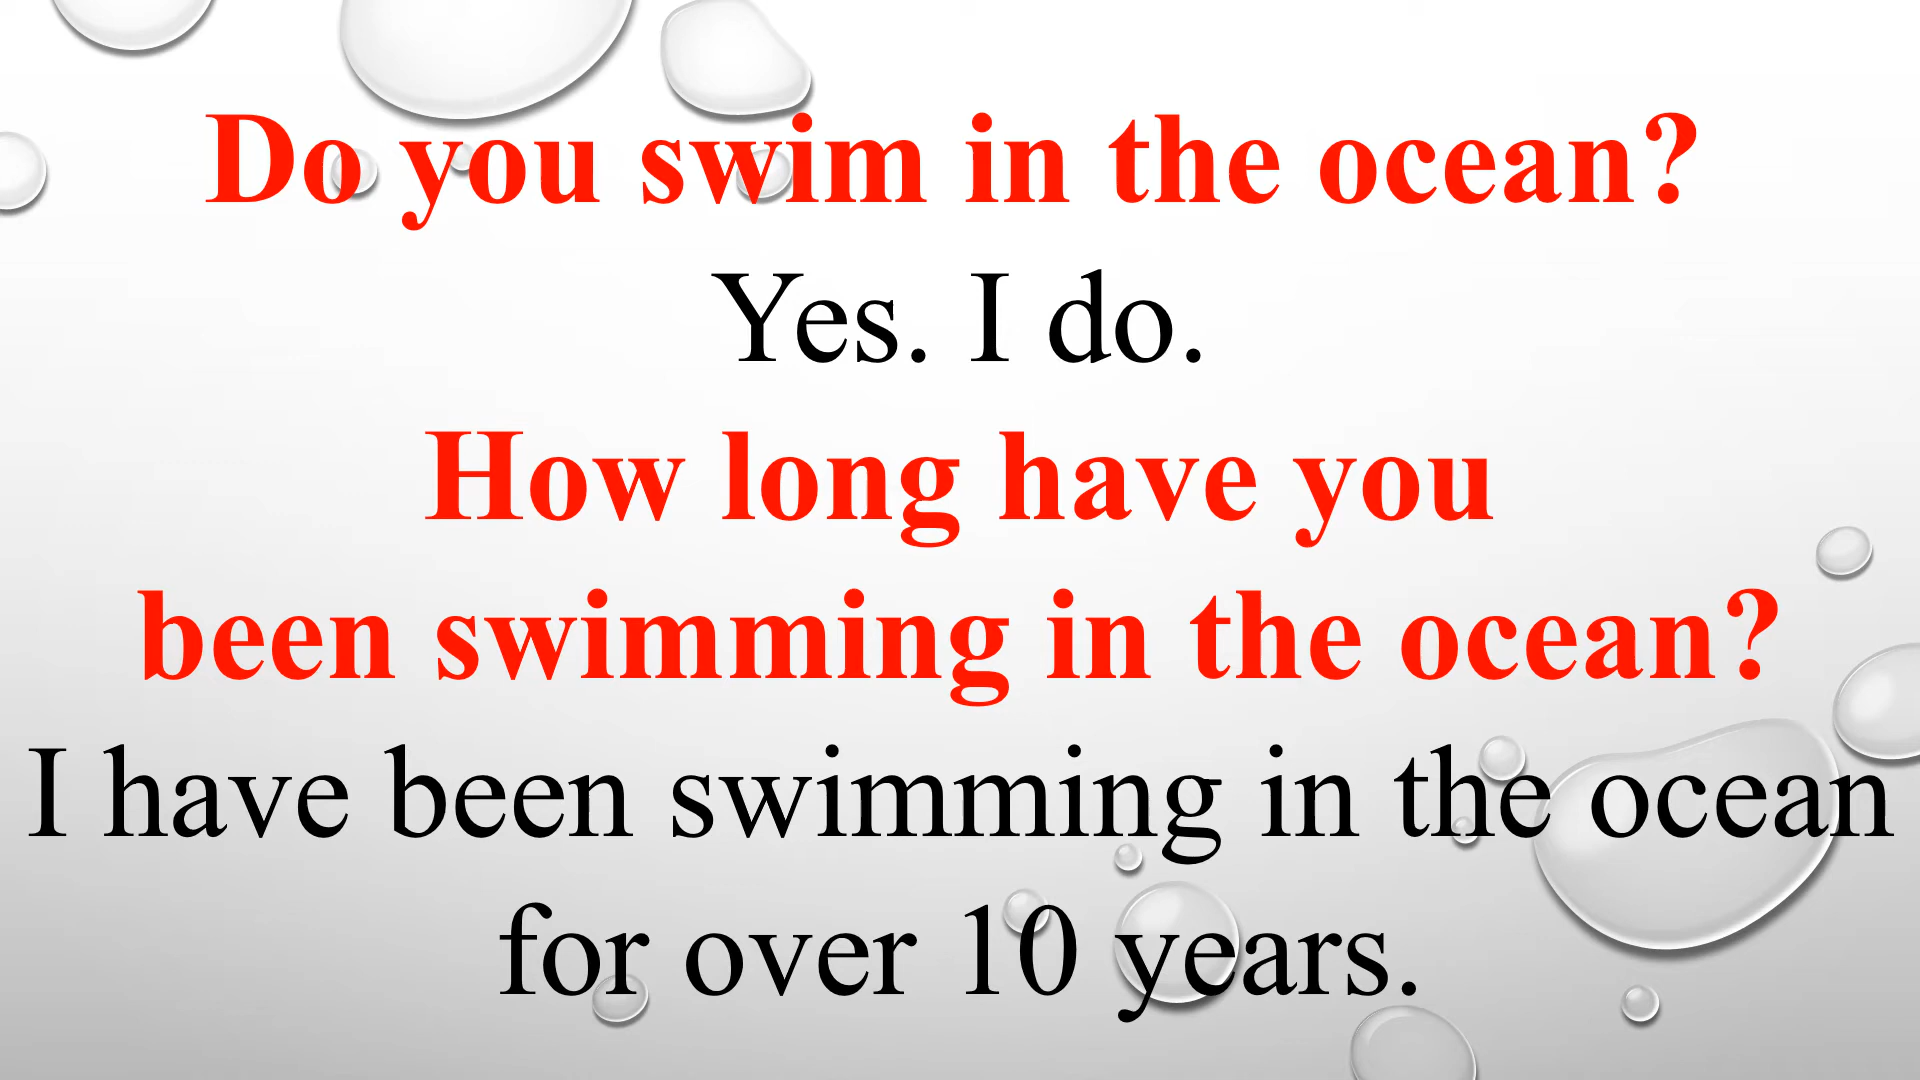 Do you swim in the ocean?
Yes. I do.
How long have you
been swimming in the ocean?
I have been swimming in the ocean
for over 10 years.